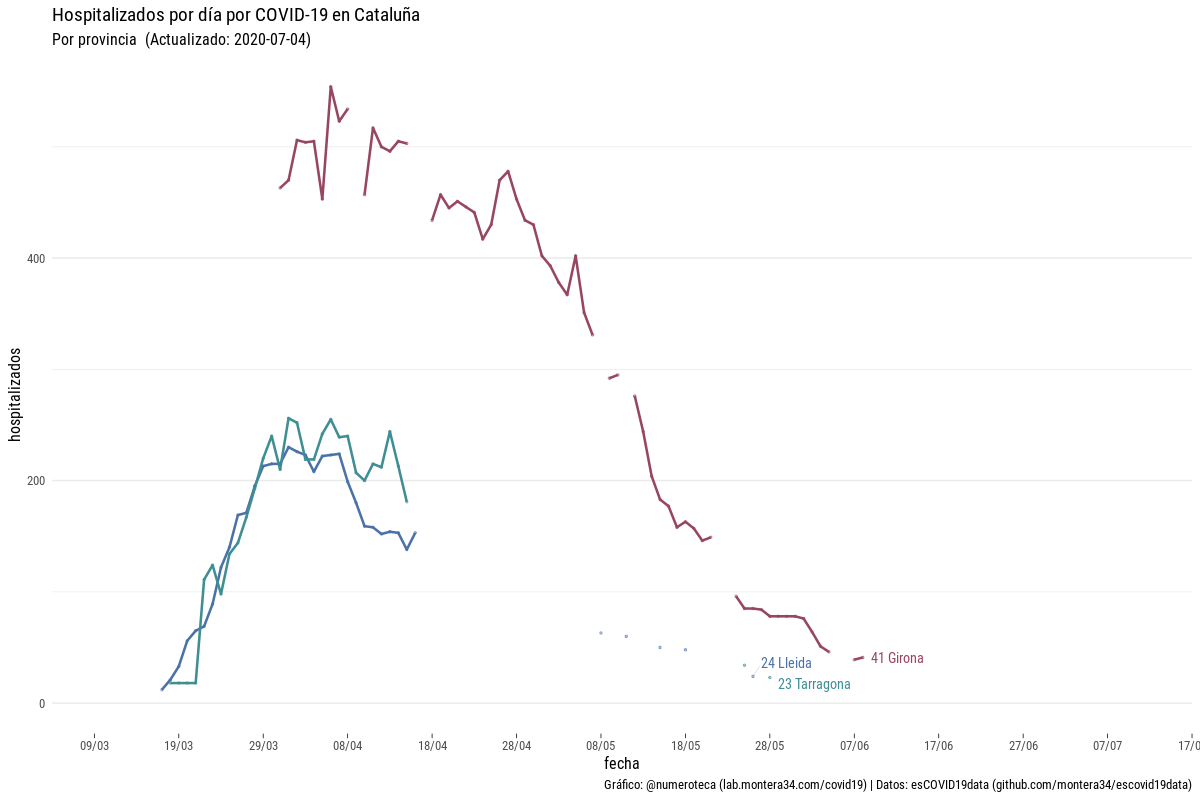 Hospitalizados por día por COVID-19 en Cataluña
Por provincia (Actualizado: 2020-07-04)
hospitalizados
400
200
0
41 Girona
24 Lleida
23 Tarragona
09/03 19/03 29/03 08/04 18/04 28/04 08/05 18/05 28/05 07/06 17/06 27/06 07/07 17/0
fecha
Gráfico: @numeroteca (lab.montera34.com/covid19) | Datos: esCOVID19data (github.com/montera34/escovid19data)